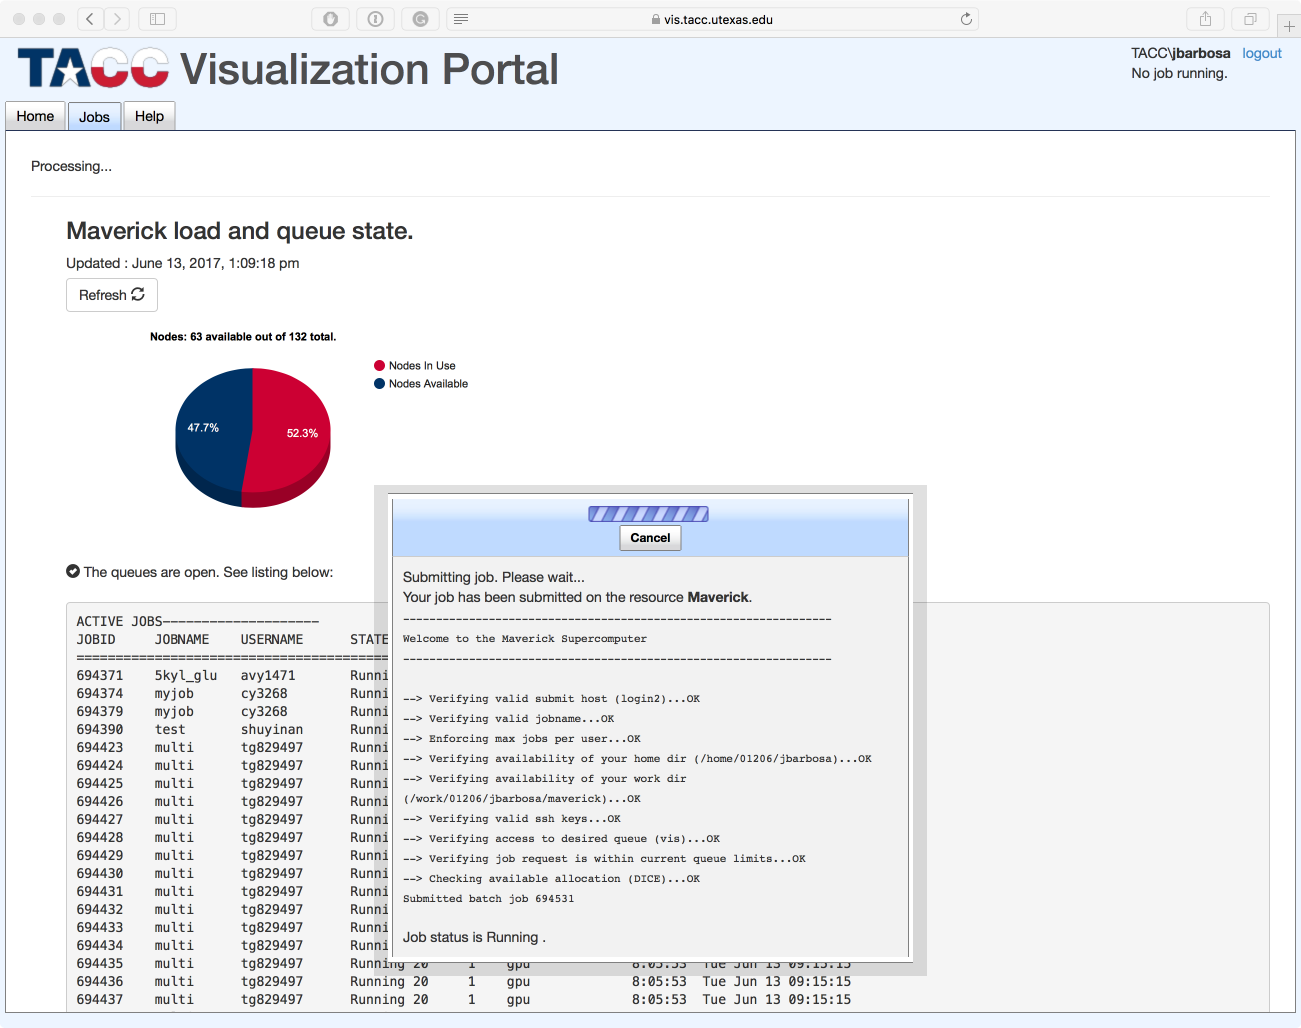 vis.tacc.utexas.edu
TACC Visualization Portal
TACC\jbarbosa logout
No job running.
Home Jobs Help
Processing...
Maverick load and queue state.
Updated : June 13, 2017, 1:09:18 pm
Refresh
Nodes: 63 available out of 132 total.
Nodes In Use
Nodes Available
47.7%
52.3%
The queues are open. See listing below:
ACTIVE JOBS--------------------
JOBID JOBNAME USERNAME STATE
========================================
694371 5kyl_glu avy1471 Runni
694374 myjob cy3268 Runni
694379 myjob cy3268 Runni
694390 test shuyinan Runni
694423 multi tg829497 Runni
694424 multi tg829497 Runni
694425 multi tg829497 Runni
694426 multi tg829497 Runni
694427 multi tg829497 Runni
694428 multi tg829497 Runni
694429 multi tg829497 Runni
694430 multi tg829497 Runni
694431 multi tg829497 Runni
694432 multi tg829497 Runni
694433 multi tg829497 Runni
694434 multi tg829497 Runni
694435 multi tg829497 Running 20 1 gpu 8:05:53 Tue Jun 13 09:15:15
694436 multi tg829497 Running 20 1 gpu 8:05:53 Tue Jun 13 09:15:15
694437 multi tg829497 Running 20 1 gpu 8:05:53 Tue Jun 13 09:15:15
Cancel
Submitting job. Please wait...
Your job has been submitted on the resource Maverick.
-----------------------------------------------------------------
Welcome to the Maverick Supercomputer
-----------------------------------------------------------------
--> Verifying valid submit host (login2)...OK
--> Verifying valid jobname...OK
--> Enforcing max jobs per user...OK
--> Verifying availability of your home dir (/home/01206/jbarbosa)...OK
--> Verifying availability of your work dir
(/work/01206/jbarbosa/maverick)...OK
--> Verifying valid ssh keys...OK
--> Verifying access to desired queue (vis)...OK
--> Verifying job request is within current queue limits...OK
--> Checking available allocation (DICE)...OK
Submitted batch job 694531
Job status is Running .